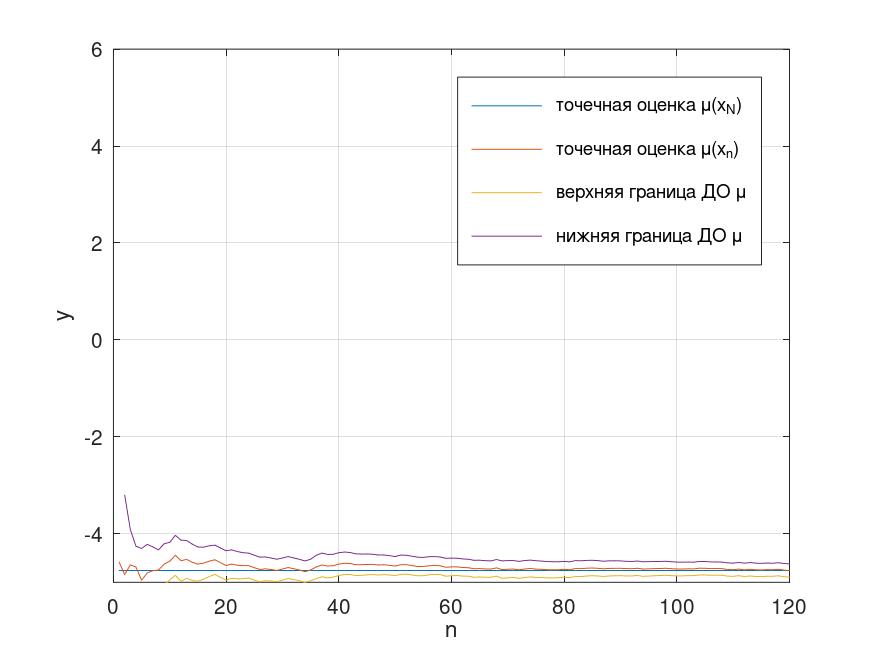 6
4
2
0
-2
-4
0 20 40 60 80 100 120
n
y
точечная оценка μ(x_N)
точечная оценка μ(x_n)
верхняя граница ДО μ
нижняя граница ДО μ